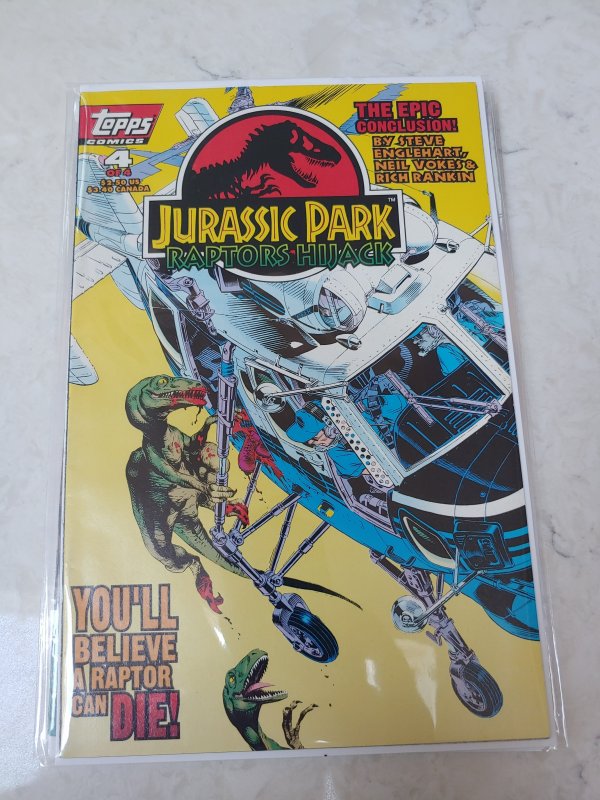 topps
COMICS
4
OF 4
$2.50 US
$3.40 CANADA
THE EPIC
CONCLUSION!
BY STEVE
ENGLEHART,
NEIL VOKES &
RICH RANKIN
JURASSIC PARK™
RAPTORS•HIJACK
YOU'LL
BELIEVE
A RAPTOR
CAN DIE!